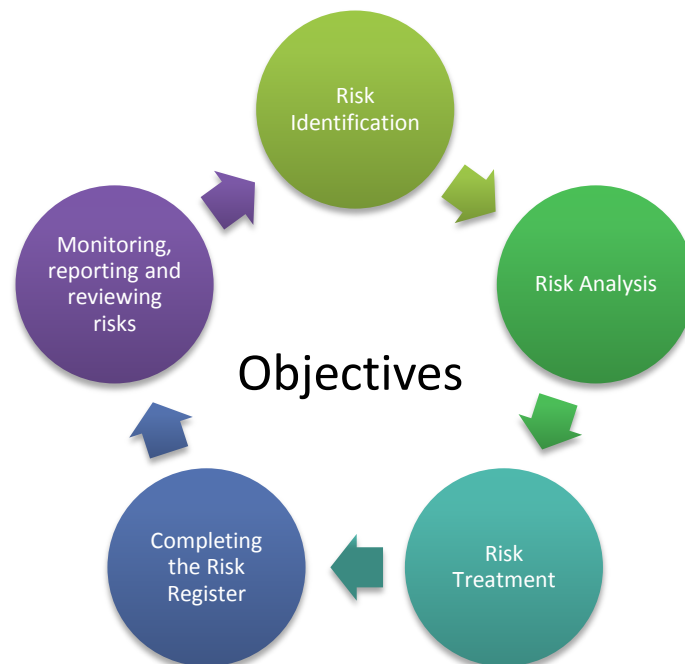 Risk
Identification
Risk Analysis
Risk
Treatment
Completing
the Risk
Register
Monitoring,
reporting and
reviewing
risks
Objectives